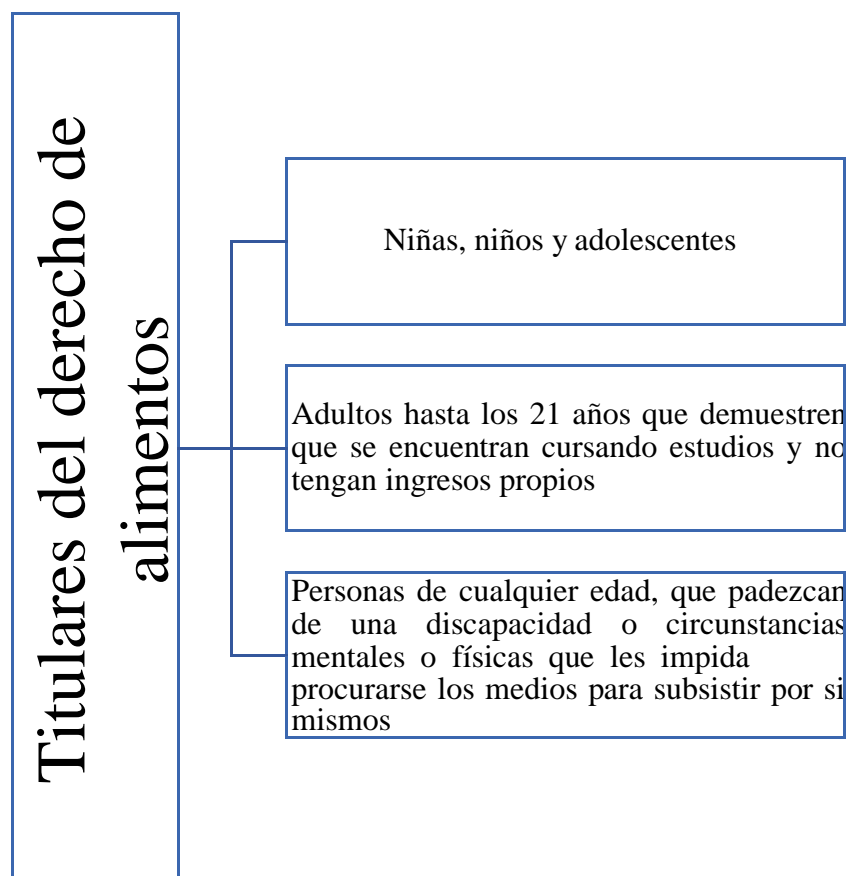 Titulares del derecho de
alimentos
Niñas, niños y adolescentes
Adultos hasta los 21 años que demuestren
que se encuentran cursando estudios y no
tengan ingresos propios
Personas de cualquier edad, que padezcan
de una discapacidad o circunstancias
mentales o físicas que les impida
procurarse los medios para subsistir por si
mismos